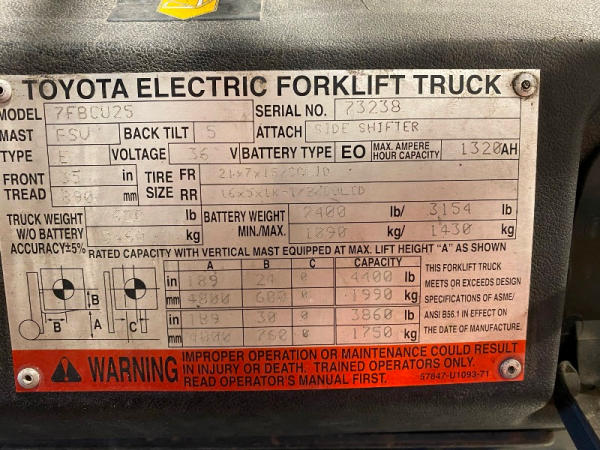 TOYOTA ELECTRIC FORKLIFT TRUCK
MODEL 7FBCU25 SERIAL NO. 73238
MAST FSV BACK TILT 5 ATTACH SIDE SHIFTER
TYPE E VOLTAGE 36 V BATTERY TYPE EO MAX. AMPERE HOUR CAPACITY 1320 AH
FRONT TREAD 35 in TIRE SIZE FR 21x7x15/SOLID
890 mm RR
TRUCK WEIGHT W/O BATTERY ACCURACY±5% lb BATTERY WEIGHT MIN./MAX. 2400 lb/ 3154 lb
kg 1090 kg/ 1430 kg
RATED CAPACITY WITH VERTICAL MAST EQUIPPED AT MAX. LIFT HEIGHT "A" AS SHOWN
A B C CAPACITY
in 189 24 0 4400 lb
mm 4800 600 0 1990 kg
in 189 30 0 3860 lb
mm 4800 760 0 1750 kg
B A B C
THIS FORKLIFT TRUCK
MEETS OR EXCEEDS DESIGN
SPECIFICATIONS OF ASME/
ANSI B56.1 IN EFFECT ON
THE DATE OF MANUFACTURE.
WARNING
IMPROPER OPERATION OR MAINTENANCE COULD RESULT
IN INJURY OR DEATH. TRAINED OPERATORS ONLY.
READ OPERATOR'S MANUAL FIRST.
57647-U1093-71